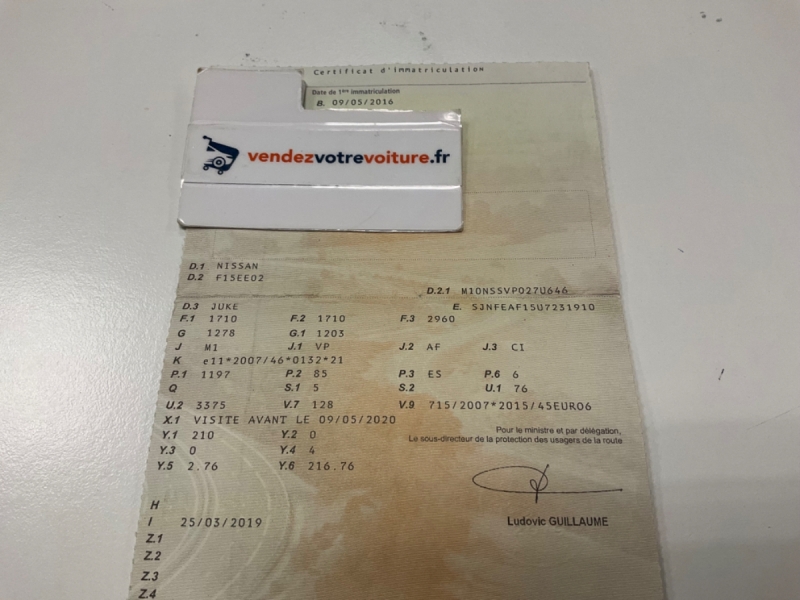 Certificat d'immatriculation
Date de 1ère immatriculation
B. 09/05/2016
vendezvotrevoiture.fr
D.1 NISSAN
D.2 F15EE02
D.2.1 M10NSSVP027U646
D.3 JUKE E. SJNFEAF15U7231910
F.1 1710 F.2 1710 F.3 2960
G 1278 G.1 1203
J M1 J.1 VP J.2 AF J.3 CI
K e11*2007/46*0132*21
P.1 1197 P.2 85 P.3 ES P.6 6
Q S.1 5 S.2 U.1 76
U.2 3375 V.7 128 V.9 715/2007*2015/45EURO6
X.1 VISITE AVANT LE 09/05/2020
Y.1 210 Y.2 0
Y.3 0 Y.4 4
Y.5 2.76 Y.6 216.76
Pour le ministre et par délégation,
Le sous-directeur de la protection des usagers de la route
Ludovic GUILLAUME
H
I 25/03/2019
Z.1
Z.2
Z.3
Z.4